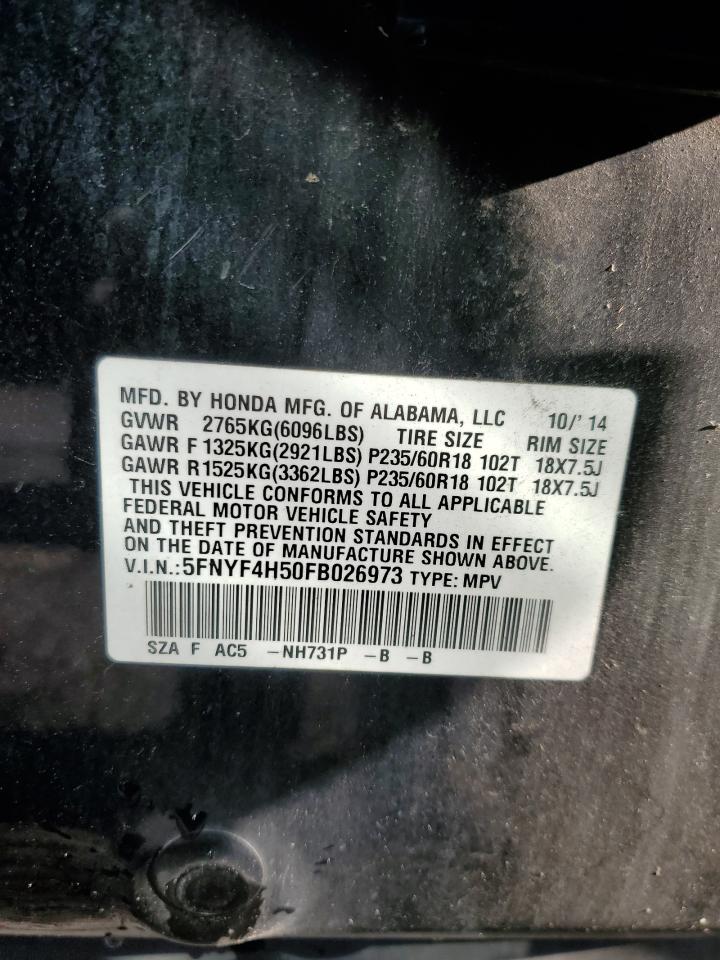 MFD. BY HONDA MFG. OF ALABAMA, LLC 10/'14
GVWR 2765KG(6096LBS) TIRE SIZE RIM SIZE
GAWR F 1325KG(2921LBS) P235/60R18 102T 18X7.5J
GAWR R 1525KG(3362LBS) P235/60R18 102T 18X7.5J
THIS VEHICLE CONFORMS TO ALL APPLICABLE
FEDERAL MOTOR VEHICLE SAFETY
AND THEFT PREVENTION STANDARDS IN EFFECT
ON THE DATE OF MANUFACTURE SHOWN ABOVE.
V.I.N.:5FNYF4H50FB026973 TYPE: MPV
SZA F AC5 -NH731P -B -B